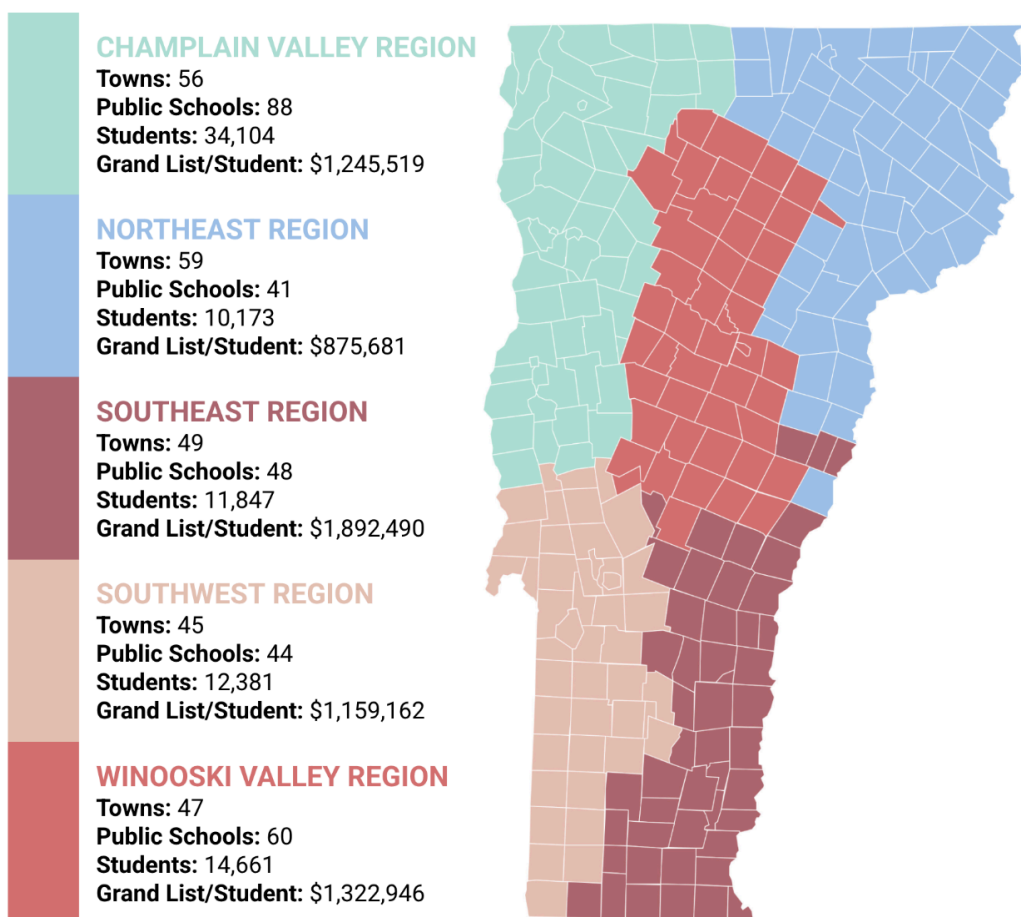 CHAMPLAIN VALLEY REGION
Towns: 56
Public Schools: 88
Students: 34,104
Grand List/Student: $1,245,519
NORTHEAST REGION
Towns: 59
Public Schools: 41
Students: 10,173
Grand List/Student: $875,681
SOUTHEAST REGION
Towns: 49
Public Schools: 48
Students: 11,847
Grand List/Student: $1,892,490
SOUTHWEST REGION
Towns: 45
Public Schools: 44
Students: 12,381
Grand List/Student: $1,159,162
WINOOSKI VALLEY REGION
Towns: 47
Public Schools: 60
Students: 14,661
Grand List/Student: $1,322,946